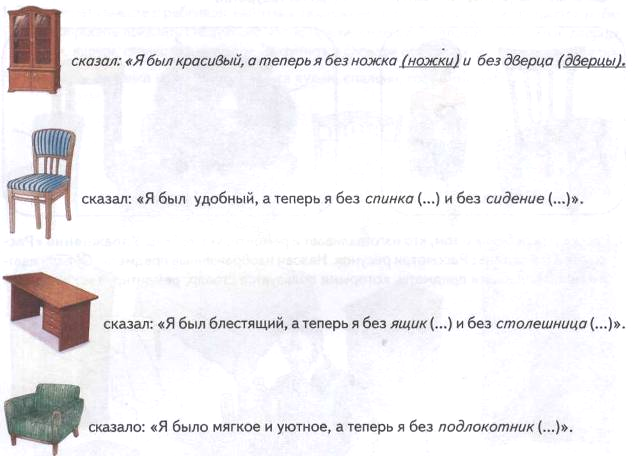 сказал: «Я был красивый, а теперь я без ножка (ножки) и без дверца (дверцы).
сказал: «Я был удобный, а теперь я без спинка (...) и без сидение (...)».
сказал: «Я был блестящий, а теперь я без ящик (...) и без столешница (...)».
сказало: «Я было мягкое и уютное, а теперь я без подлокотник (...)».